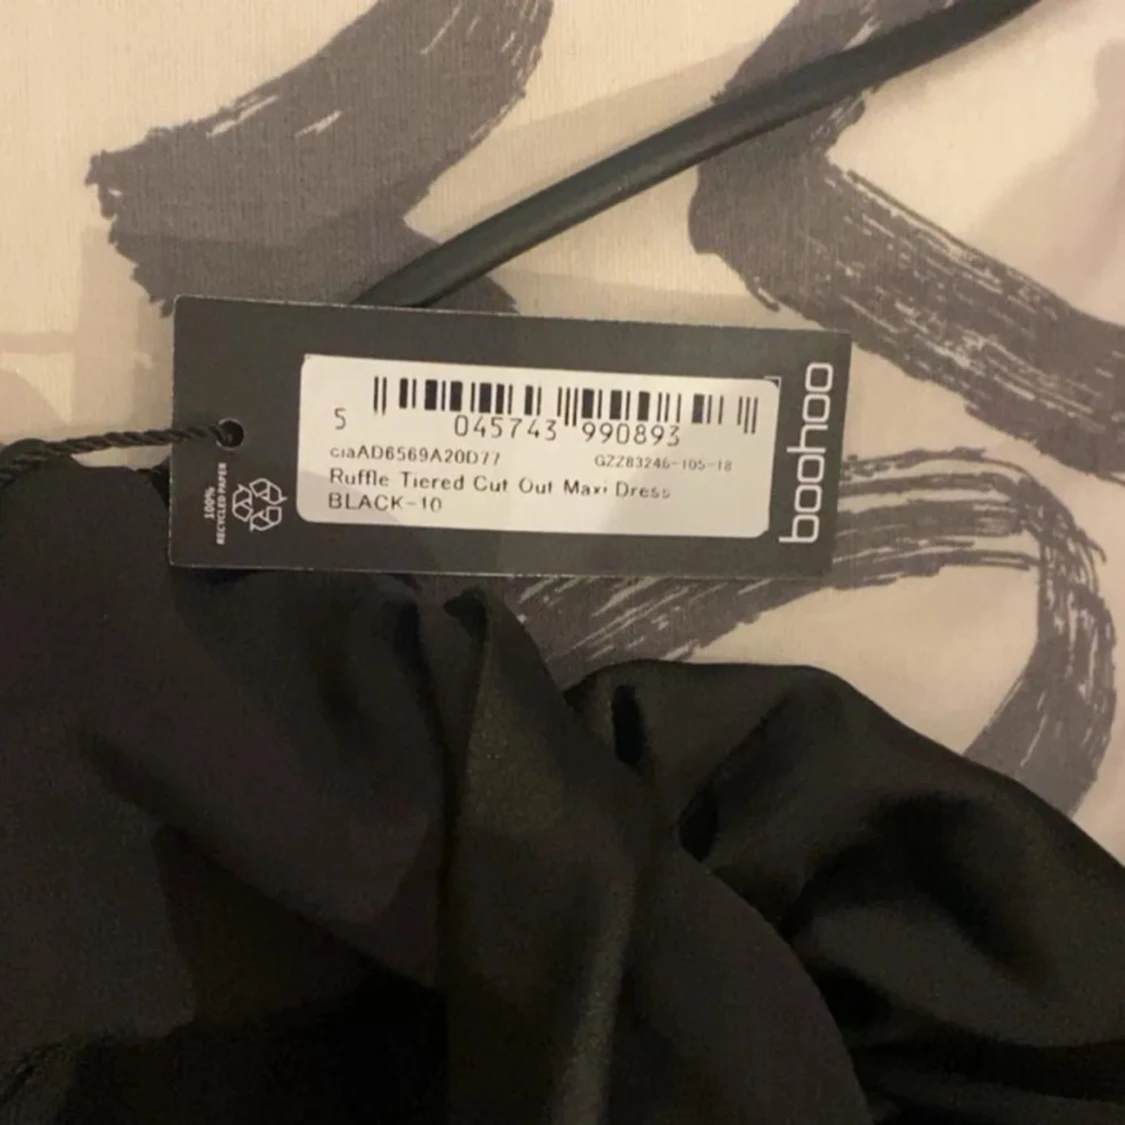 5 045743 990893
ciaAD6569A20D77 GZZ83246-105-18
Ruffle Tiered Cut Out Maxi Dress
BLACK-10
boohoo
100%
RECYCLED PAPER